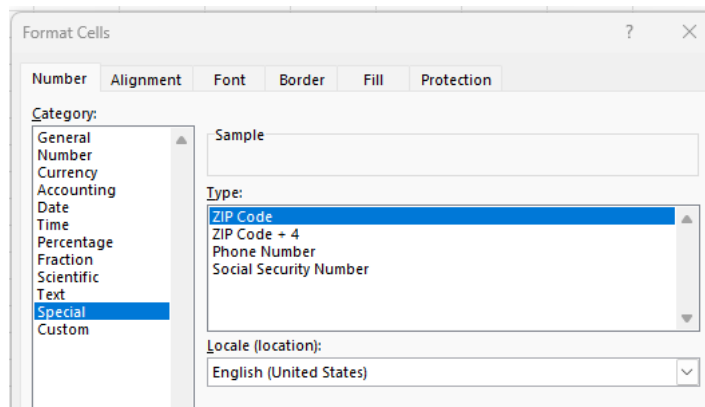 Format Cells ?
Number Alignment Font Border Fill Protection
Category:
General
Number
Currency
Accounting
Date
Time
Percentage
Fraction
Scientific
Text
Special
Custom
Sample
Type:
ZIP Code
ZIP Code + 4
Phone Number
Social Security Number
Locale (location):
English (United States)